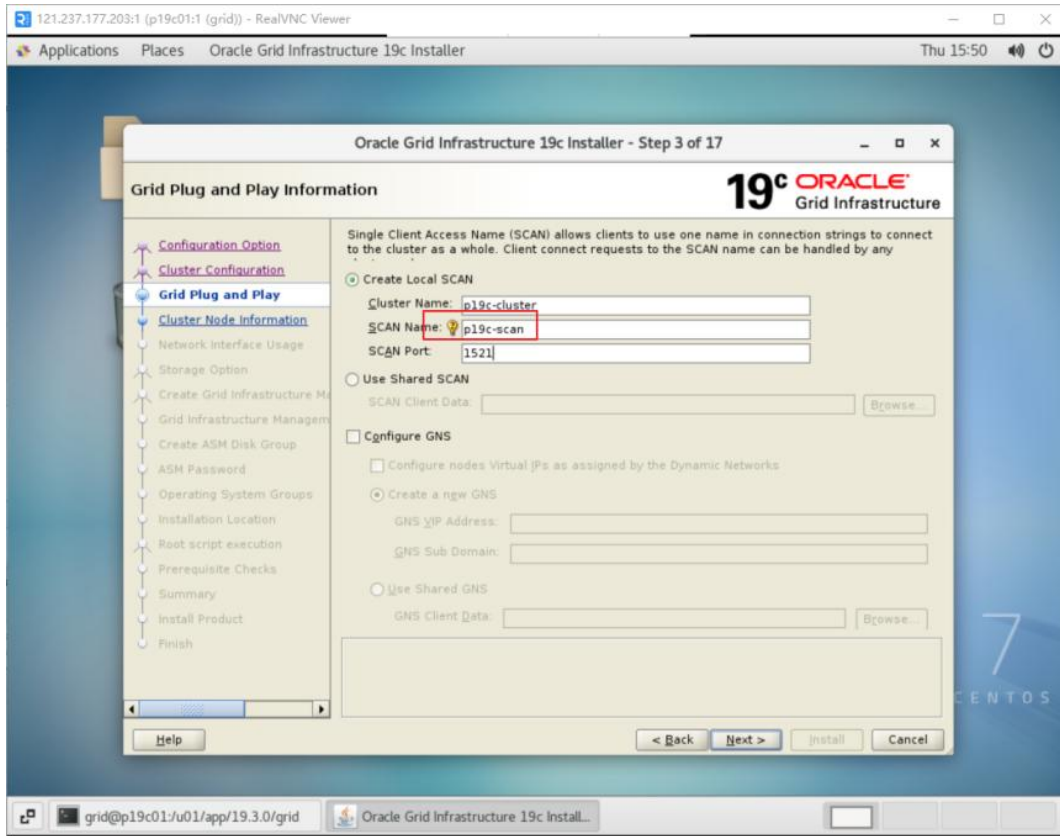 121.237.177.203:1 (p19c01:1 (grid)) - RealVNC Viewer
Applications Places Oracle Grid Infrastructure 19c Installer Thu 15:50
Oracle Grid Infrastructure 19c Installer - Step 3 of 17
Grid Plug and Play Information
19c ORACLE
Grid Infrastructure
Configuration Option
Cluster Configuration
Grid Plug and Play
Cluster Node Information
Network Interface Usage
Storage Option
Create Grid Infrastructure Ma
Grid Infrastructure Managem
Create ASM Disk Group
ASM Password
Operating System Groups
Installation Location
Root script execution
Prerequisite Checks
Summary
Install Product
Finish
Single Client Access Name (SCAN) allows clients to use one name in connection strings to connect
to the cluster as a whole. Client connect requests to the SCAN name can be handled by any
Create Local SCAN
Cluster Name: p19c-cluster
SCAN Name: p19c-scan
SCAN Port: 1521
Use Shared SCAN
SCAN Client Data: Browse...
Configure GNS
Configure nodes Virtual IPs as assigned by the Dynamic Networks
Create a new GNS
GNS VIP Address:
GNS Sub Domain:
Use Shared GNS
GNS Client Data: Browse...
Help < Back Next > Install Cancel
7
CENTOS
grid@p19c01:/u01/app/19.3.0/grid Oracle Grid Infrastructure 19c Install...